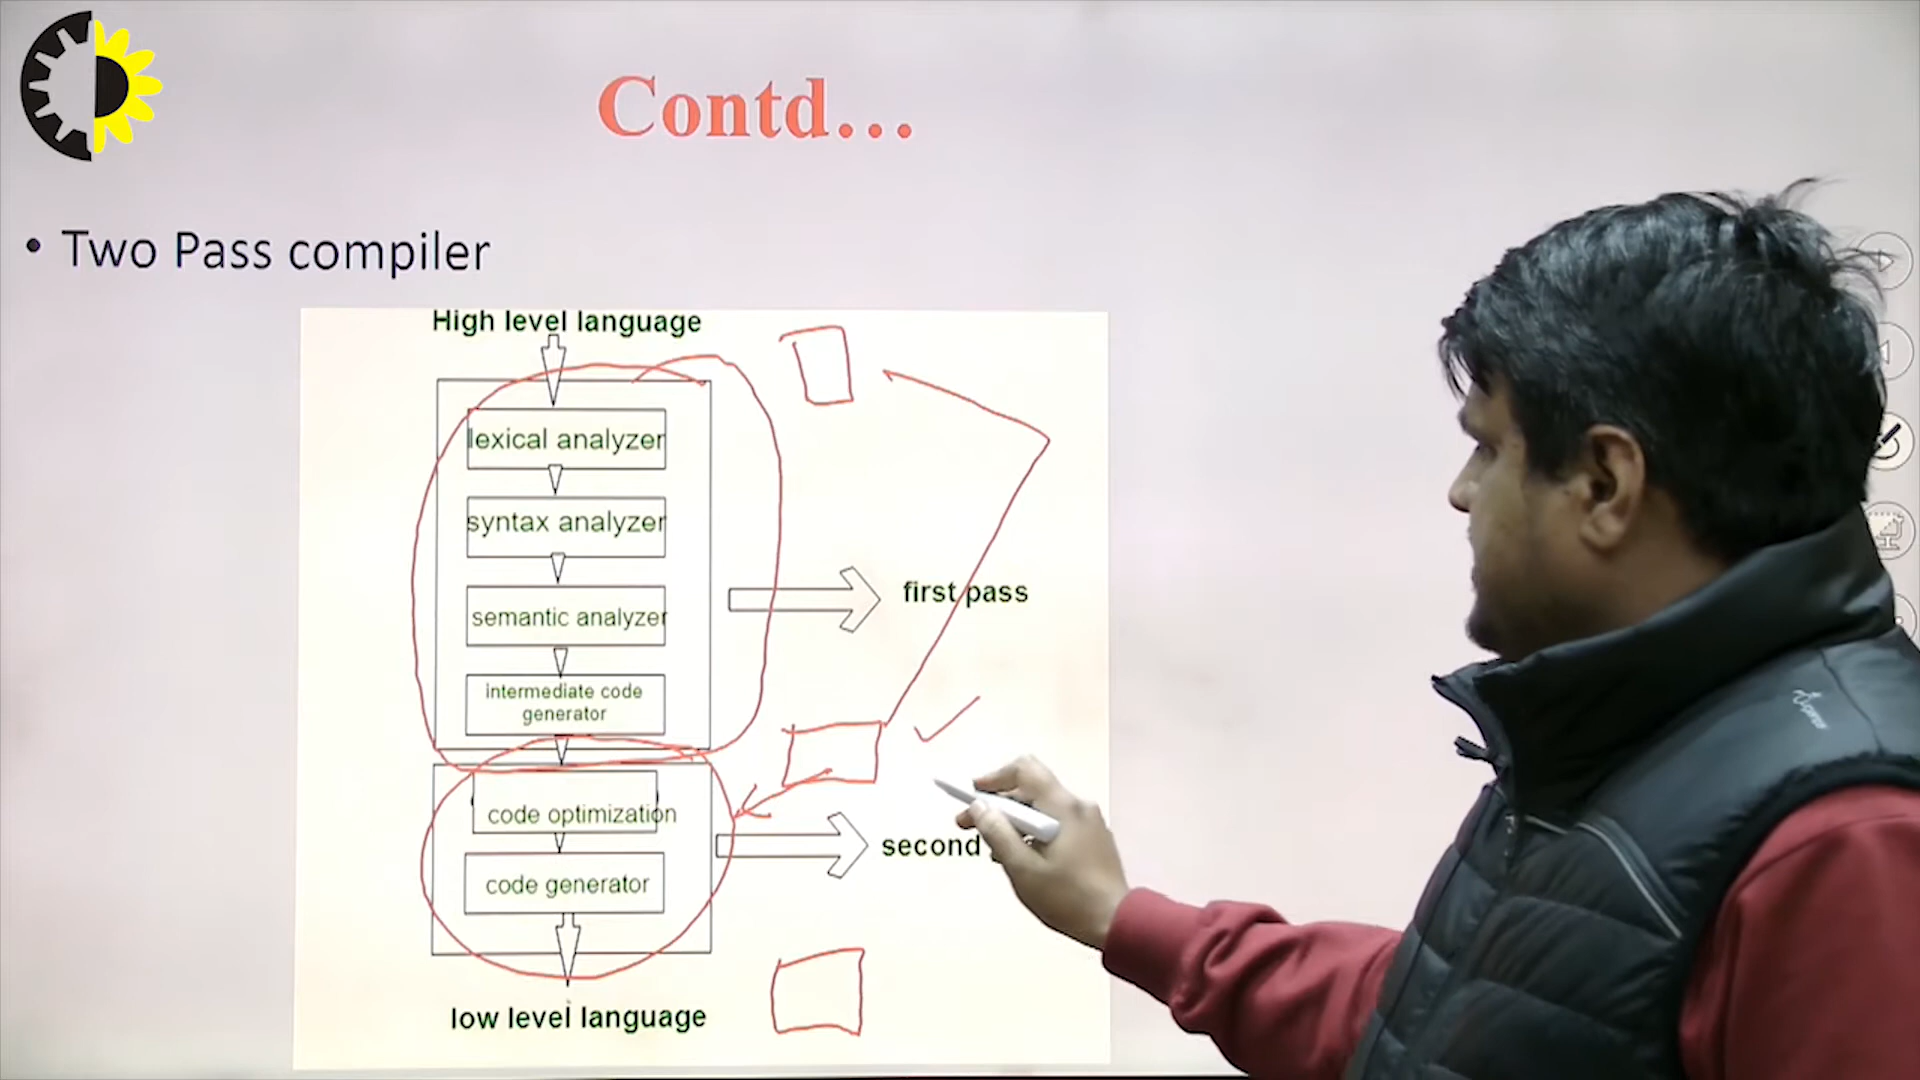 Contd...
• Two Pass compiler
High level language
lexical analyzer
syntax analyzer
semantic analyzer
first pass
intermediate code
generator
code optimization
second
code generator
low level language